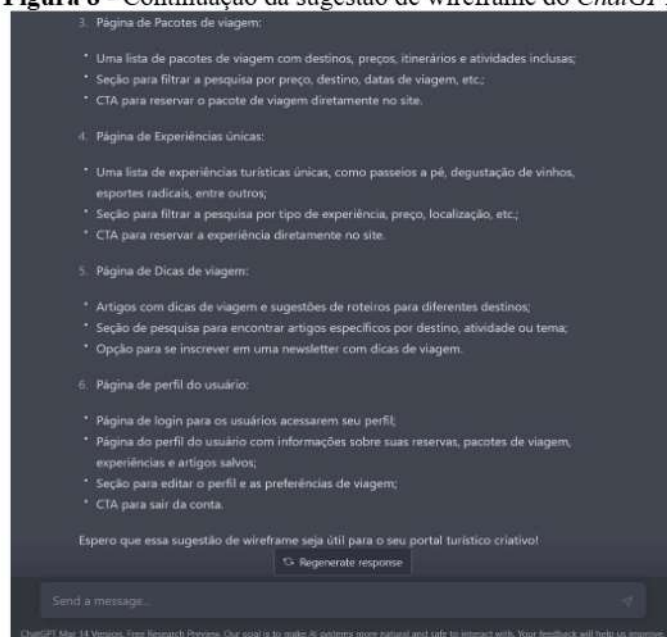 Figura 8 - Continuação da sugestão de wireframe do ChatGPT
3. Página de Pacotes de viagem:
* Uma lista de pacotes de viagem com destinos, preços, itinerários e atividades inclusas;
* Seção para filtrar a pesquisa por preço, destino, datas de viagem, etc.;
* CTA para reservar o pacote de viagem diretamente no site.
4. Página de Experiências únicas:
* Uma lista de experiências turísticas únicas, como passeios a pé, degustação de vinhos,
esportes radicais, entre outros;
* Seção para filtrar a pesquisa por tipo de experiência, preço, localização, etc.;
* CTA para reservar a experiência diretamente no site.
5. Página de Dicas de viagem:
* Artigos com dicas de viagem e sugestões de roteiros para diferentes destinos;
* Seção de pesquisa para encontrar artigos específicos por destino, atividade ou tema;
* Opção para se inscrever em uma newsletter com dicas de viagem.
6. Página de perfil do usuário:
* Página de login para os usuários acessarem seu perfil;
* Página do perfil do usuário com informações sobre suas reservas, pacotes de viagem,
experiências e artigos salvos;
* Seção para editar o perfil e as preferências de viagem;
* CTA para sair da conta.
Espero que essa sugestão de wireframe seja útil para o seu portal turístico criativo!
Regenerate response
Send a message...
ChatGPT Mar 14 Version. Free Research Preview. Our goal is to make AI systems more natural and safe to interact with. Your feedback will help us improve